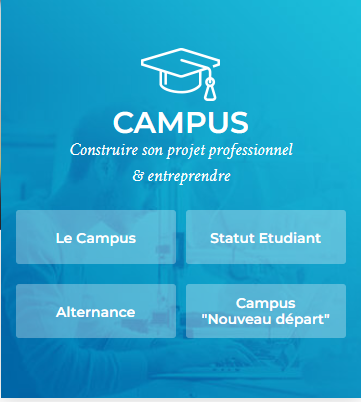 CAMPUS
Construire son projet professionnel
& entreprendre
Le Campus
Statut Etudiant
Alternance
Campus
"Nouveau départ"